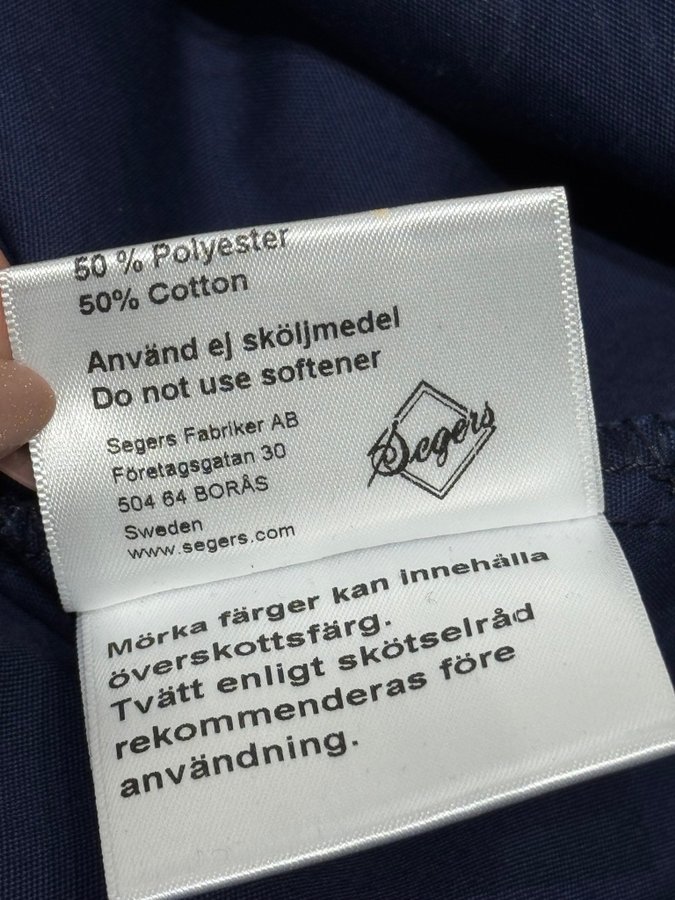 50 % Polyester
50% Cotton
Använd ej sköljmedel
Do not use softener
Segers Fabriker AB
Företagsgatan 30
504 64 BORÅS
Sweden
www.segers.com
Segers
Mörka färger kan innehålla
överskottsfärg.
Tvätt enligt skötselråd
rekommenderas före
användning.